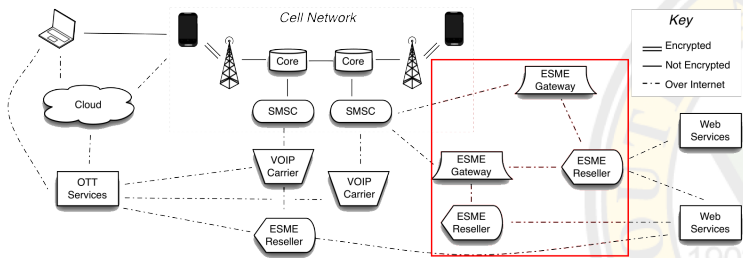 Cell Network
Key
Encrypted
Not Encrypted
Over Internet
Core
Core
ESME
Gateway
Cloud
SMSC
SMSC
Web
Services
VOIP
Carrier
VOIP
Carrier
ESME
Gateway
ESME
Reseller
OTT
Services
ESME
Reseller
ESME
Reseller
Web
Services